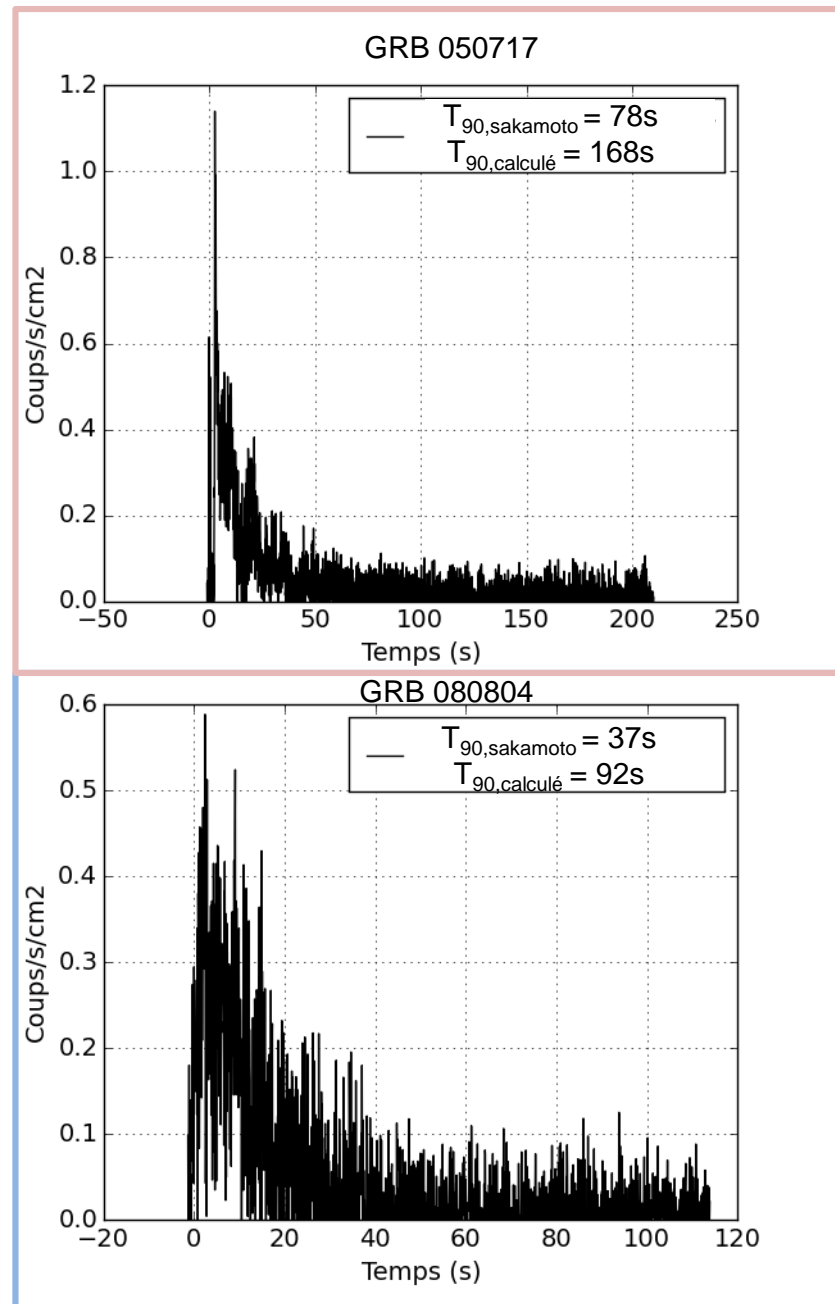 GRB 050717
T90,sakamoto = 78s
T90,calculé = 168s
1.2
1.0
0.8
0.6
0.4
0.2
0.0
Coups/s/cm2
−50 0 50 100 150 200 250
Temps (s)
GRB 080804
T90,sakamoto = 37s
T90,calculé = 92s
0.6
0.5
0.4
0.3
0.2
0.1
0.0
Coups/s/cm2
−20 0 20 40 60 80 100 120
Temps (s)